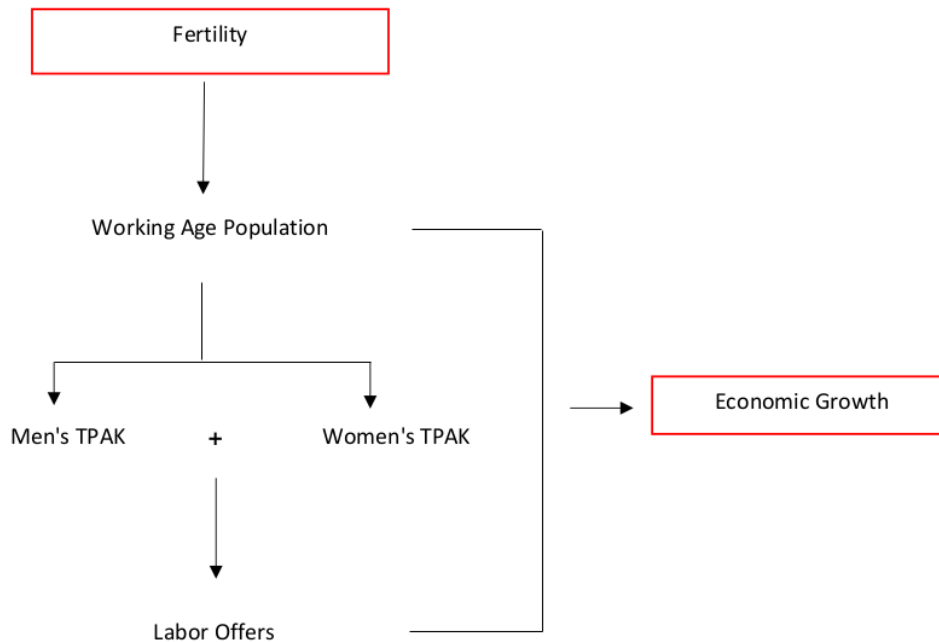 Fertility
Working Age Population
Economic Growth
Men's TPAK + Women's TPAK
Labor Offers